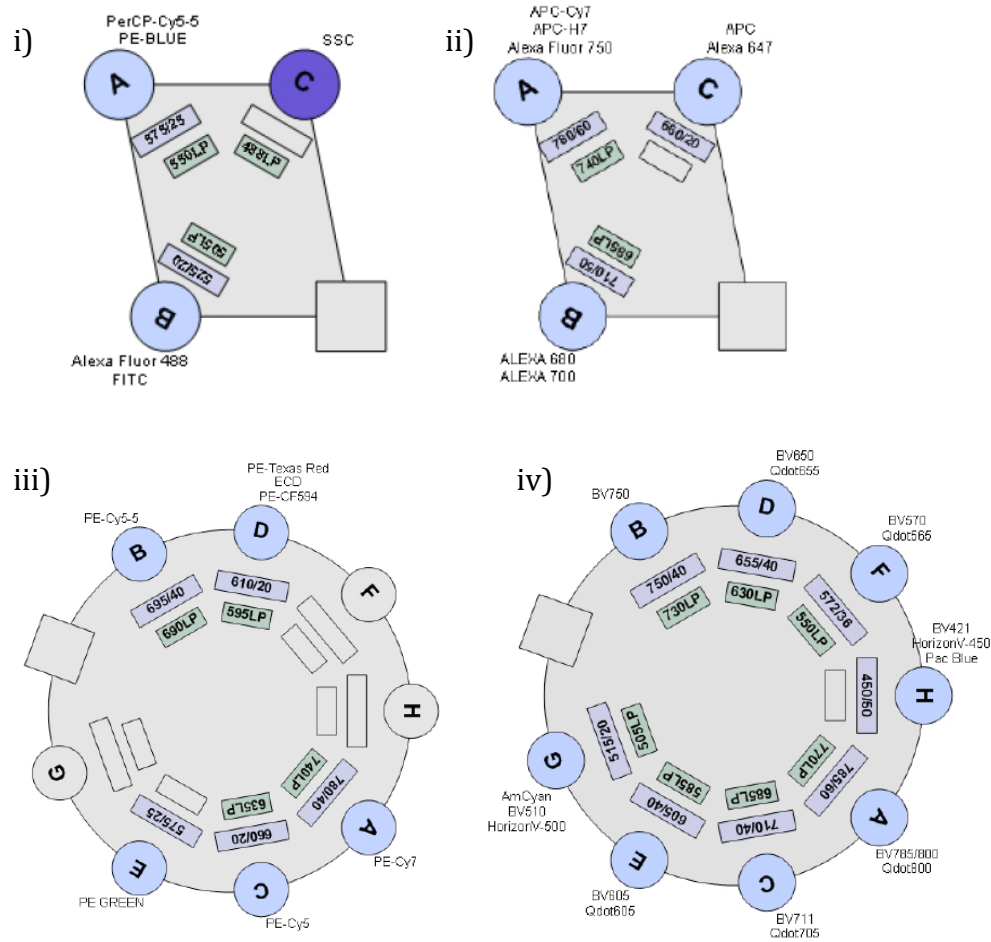 i)
PerCP-Cy5-5
PE-BLUE
SSC
A
C
575/25
550LP
488LP
505LP
525/20
B
Alexa Fluor 488
FITC
ii)
APC-Cy7
APC-H7
Alexa Fluor 750
APC
Alexa 647
A
C
780/60
740LP
660/20
685LP
710/50
B
ALEXA 680
ALEXA 700
iii)
PE-Texas Red
ECD
PE-CF594
PE-Cy5-5
D
B
F
695/40
690LP
610/20
595LP
H
G
740LP
780/40
635LP
660/20
575/25
A
E
C
PE-Cy7
PE GREEN
PE-Cy5
iv)
BV650
Qdot655
BV750
BV570
Qdot565
D
B
F
750/40
730LP
655/40
630LP
572/36
550LP
BV421
HorizonV-450
Pac Blue
450/50
H
505LP
515/20
G
AmCyan
BV510
HorizonV-500
585LP
605/40
685LP
710/40
770LP
785/60
A
E
C
BV785/800
Qdot800
BV605
Qdot605
BV711
Qdot705